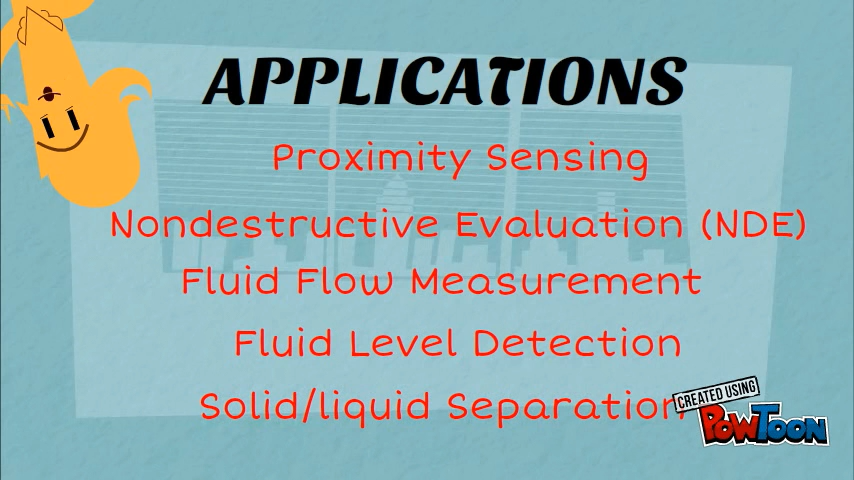 APPLICATIONS
Proximity Sensing
Nondestructive Evaluation (NDE)
Fluid Flow Measurement
Fluid Level Detection
Solid/liquid Separation
CREATED USING
POWTOON